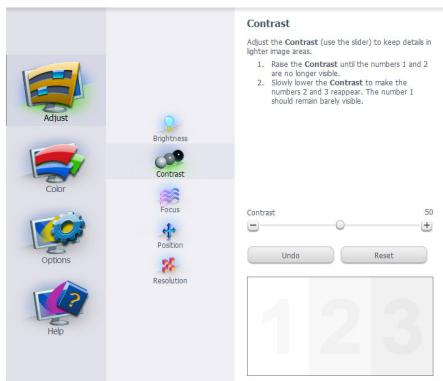 Adjust
Color
Options
Help
Brightness
Contrast
Focus
Position
Resolution
Contrast
Adjust the Contrast (use the slider) to keep details in
lighter image areas.
1. Raise the Contrast until the numbers 1 and 2
are no longer visible.
2. Slowly lower the Contrast to make the
numbers 2 and 3 reappear. The number 1
should remain barely visible.
Contrast 50
Undo Reset
1 2 3